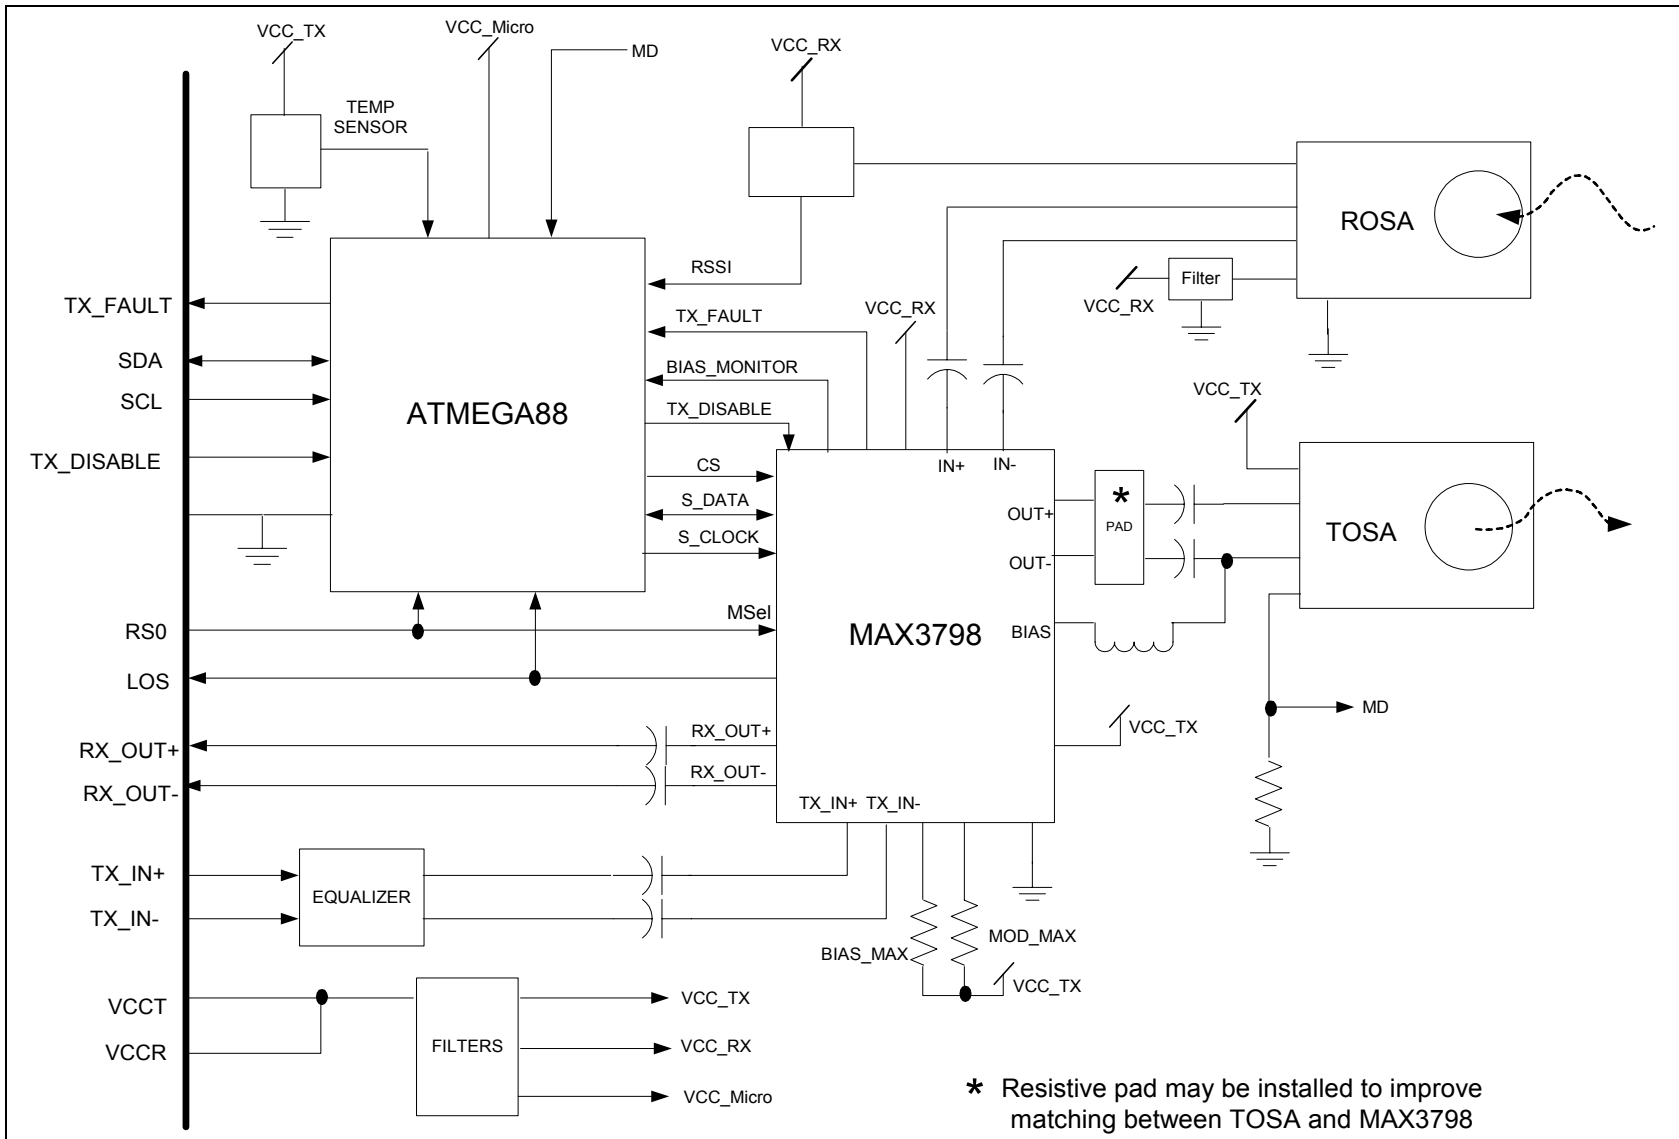 VCC_TX
VCC_Micro
MD
VCC_RX
TEMP
SENSOR
ROSA
RSSI
Filter
VCC_RX
TX_FAULT
TX_FAULT
VCC_RX
SDA
BIAS_MONITOR
SCL
ATMEGA88
TX_DISABLE
VCC_TX
TX_DISABLE
CS
IN+
IN-
*
PAD
S_DATA
OUT+
TOSA
S_CLOCK
OUT-
MSel
RS0
MAX3798
BIAS
LOS
MD
VCC_TX
RX_OUT+
RX_OUT+
RX_OUT-
RX_OUT-
TX_IN+ TX_IN-
TX_IN+
EQUALIZER
TX_IN-
BIAS_MAX
MOD_MAX
VCC_TX
VCCT
VCC_TX
VCCR
FILTERS
VCC_RX
VCC_Micro
* Resistive pad may be installed to improve
matching between TOSA and MAX3798